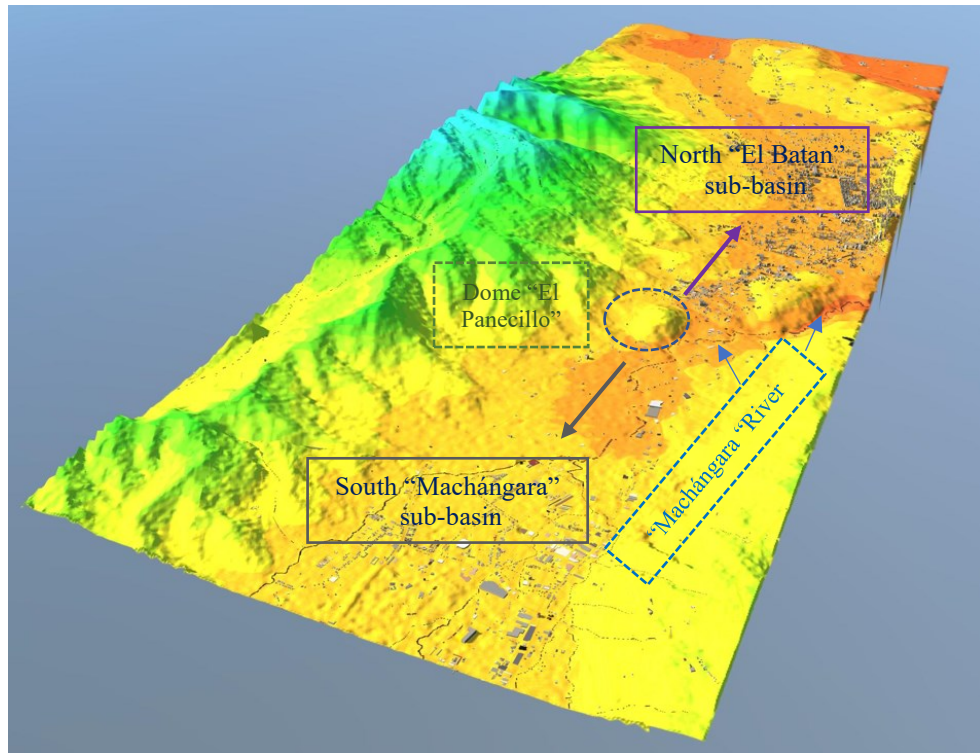 North “El Batan”
sub-basin
Dome “El
Panecillo”
South “Machángara”
sub-basin
“Machángara “River